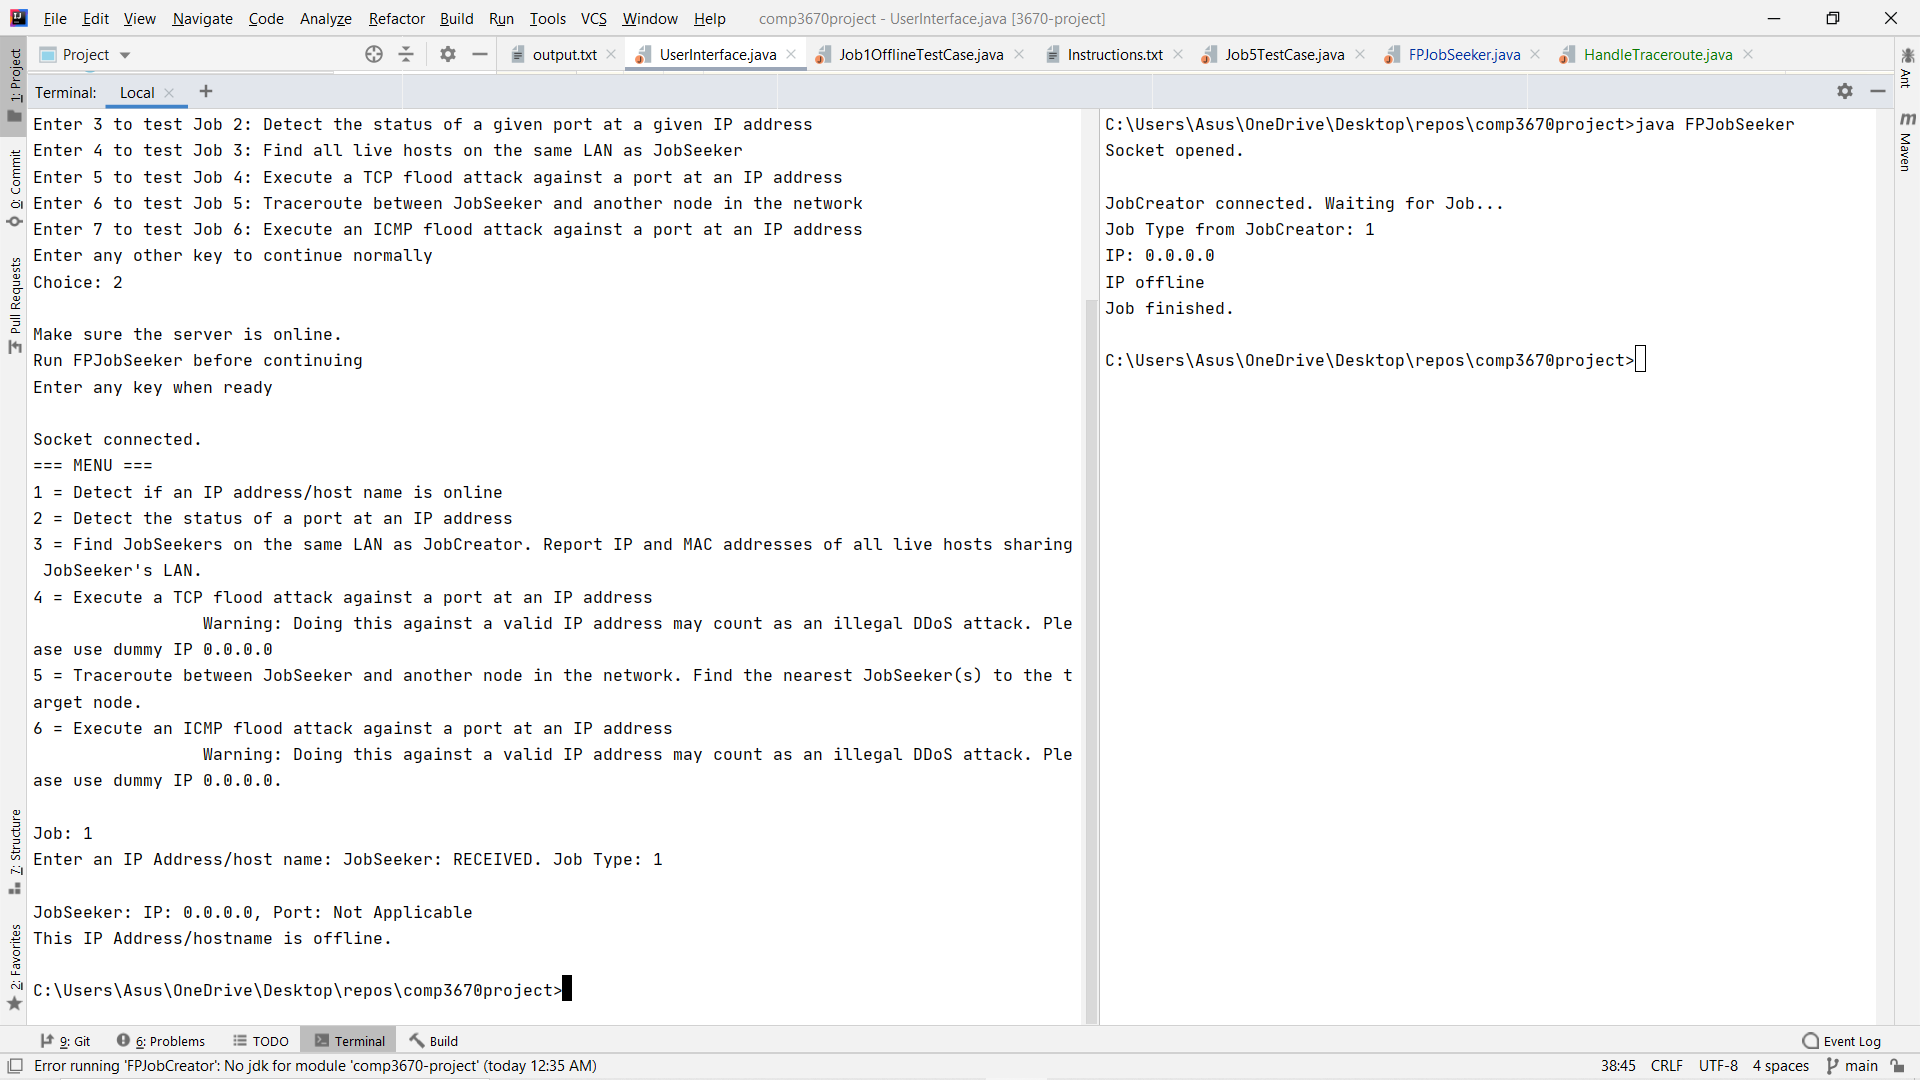 File Edit View Navigate Code Analyze Refactor Build Run Tools VCS Window Help comp3670project - UserInterface.java [3670-project]
Project output.txt UserInterface.java Job1OfflineTestCase.java Instructions.txt Job5TestCase.java FPJobSeeker.java HandleTraceroute.java
1: Project
0: Commit
Pull Requests
7: Structure
2: Favorites
Ant
Maven
Terminal: Local +
Enter 3 to test Job 2: Detect the status of a given port at a given IP address
Enter 4 to test Job 3: Find all live hosts on the same LAN as JobSeeker
Enter 5 to test Job 4: Execute a TCP flood attack against a port at an IP address
Enter 6 to test Job 5: Traceroute between JobSeeker and another node in the network
Enter 7 to test Job 6: Execute an ICMP flood attack against a port at an IP address
Enter any other key to continue normally
Choice: 2
Make sure the server is online.
Run FPJobSeeker before continuing
Enter any key when ready
Socket connected.
=== MENU ===
1 = Detect if an IP address/host name is online
2 = Detect the status of a port at an IP address
3 = Find JobSeekers on the same LAN as JobCreator. Report IP and MAC addresses of all live hosts sharing
JobSeeker's LAN.
4 = Execute a TCP flood attack against a port at an IP address
Warning: Doing this against a valid IP address may count as an illegal DDoS attack. Ple
ase use dummy IP 0.0.0.0
5 = Traceroute between JobSeeker and another node in the network. Find the nearest JobSeeker(s) to the t
arget node.
6 = Execute an ICMP flood attack against a port at an IP address
Warning: Doing this against a valid IP address may count as an illegal DDoS attack. Ple
ase use dummy IP 0.0.0.0.
Job: 1
Enter an IP Address/host name: JobSeeker: RECEIVED. Job Type: 1
JobSeeker: IP: 0.0.0.0, Port: Not Applicable
This IP Address/hostname is offline.
C:\Users\Asus\OneDrive\Desktop\repos\comp3670project>
C:\Users\Asus\OneDrive\Desktop\repos\comp3670project>java FPJobSeeker
Socket opened.
JobCreator connected. Waiting for Job...
Job Type from JobCreator: 1
IP: 0.0.0.0
IP offline
Job finished.
C:\Users\Asus\OneDrive\Desktop\repos\comp3670project>
9: Git 6: Problems TODO Terminal Build Event Log
Error running 'FPJobCreator': No jdk for module 'comp3670-project' (today 12:35 AM) 38:45 CRLF UTF-8 4 spaces main